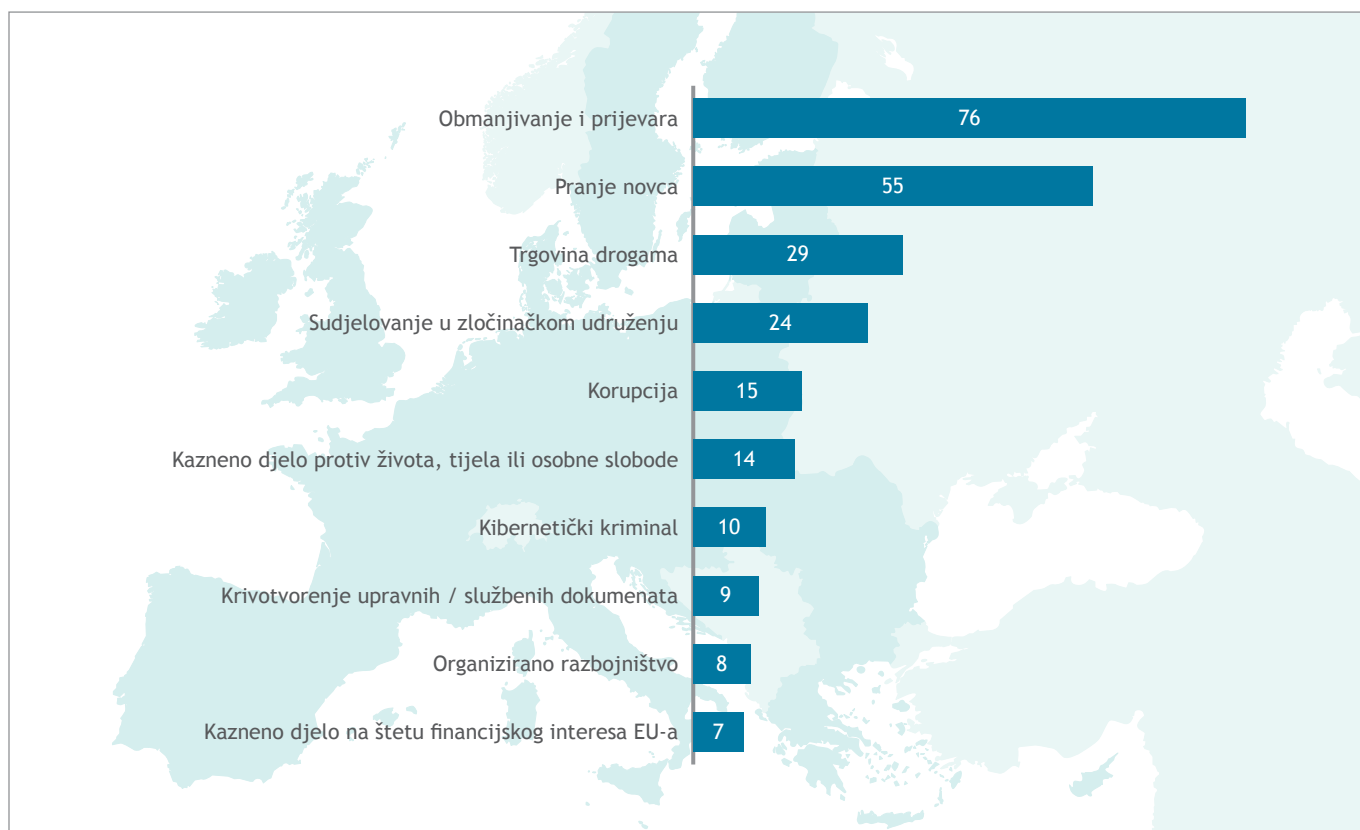 Obmanjivanje i prijevara 76
Pranje novca 55
Trgovina drogama 29
Sudjelovanje u zločinačkom udruženju 24
Korupcija 15
Kazneno djelo protiv života, tijela ili osobne slobode 14
Kibernetički kriminal 10
Krivotvorenje upravnih / službenih dokumenata 9
Organizirano razbojništvo 8
Kazneno djelo na štetu financijskog interesa EU-a 7